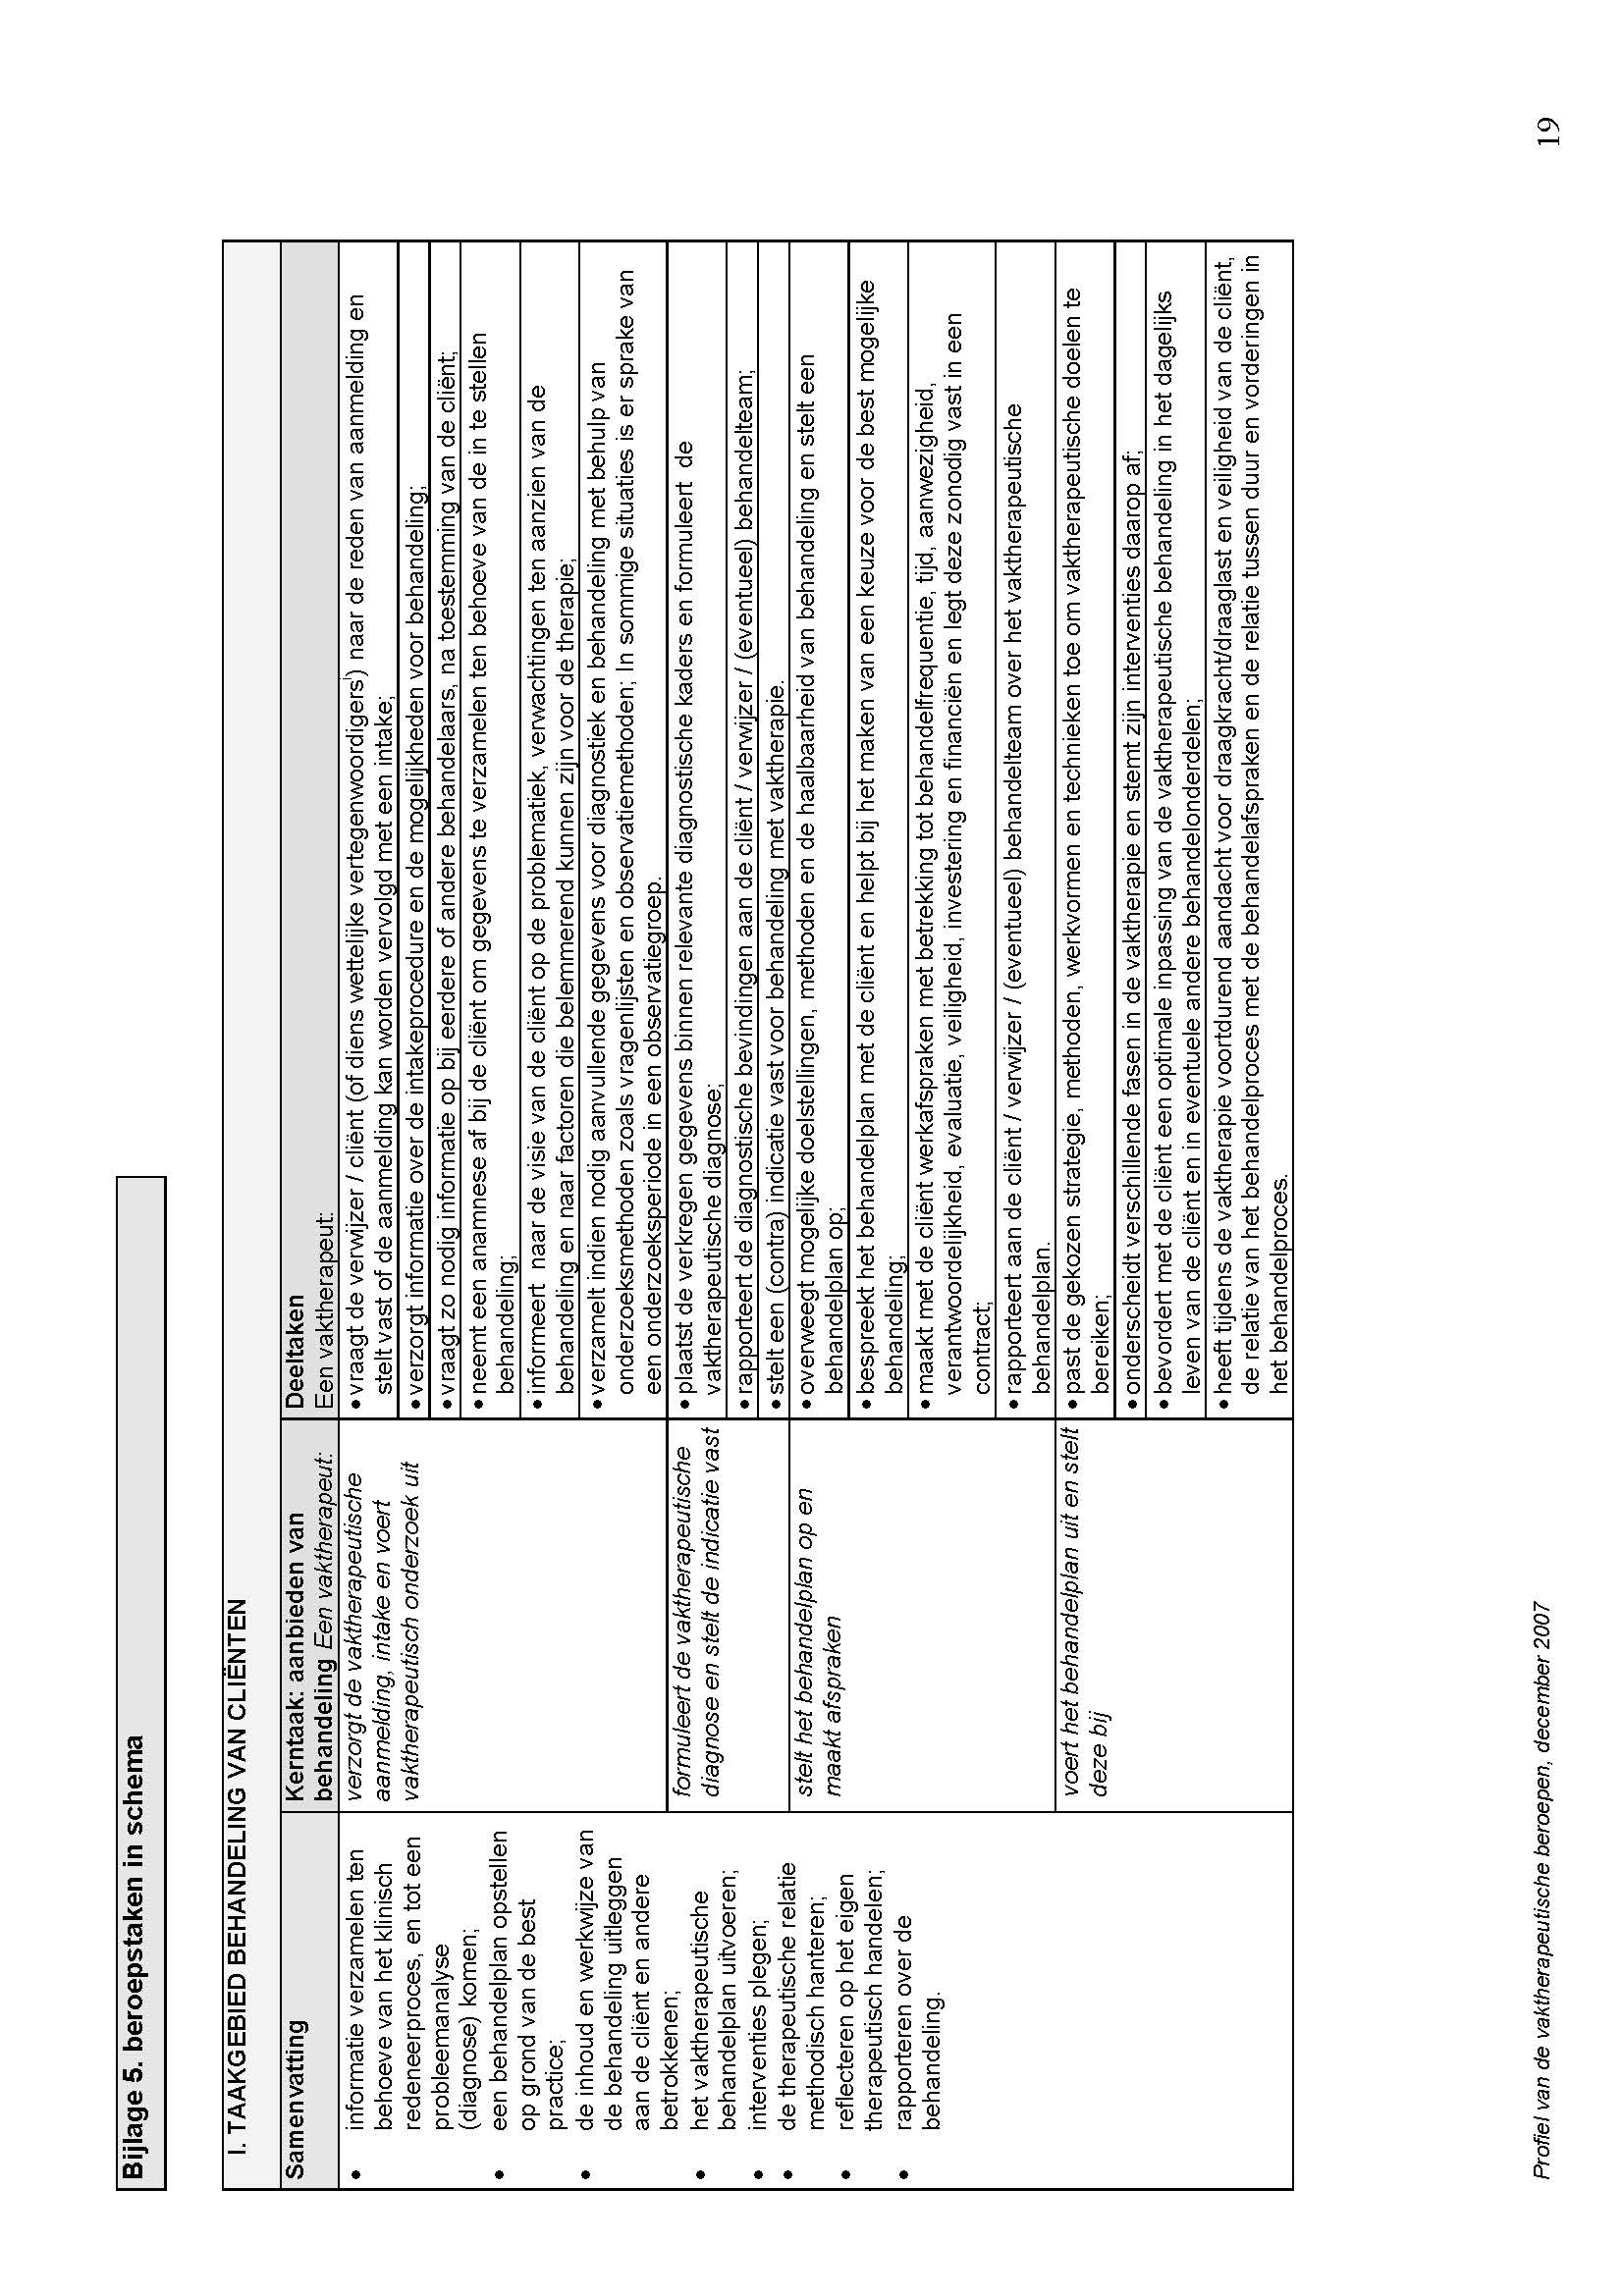 Bijlage 5. beroepstaken in schema
I. TAAKGEBIED BEHANDELING VAN CLIËNTEN
Samenvatting
informatie verzamelen ten
behoeve van het klinisch
redeneerproces, en tot een
probleemanalyse
(diagnose) komen;
een behandelplan opstellen
op grond van de best
practice;
de inhoud en werkwijze van
de behandeling uitleggen
aan de cliënt en andere
betrokkenen;
het vaktherapeutische
behandelplan uitvoeren;
interventies plegen;
de therapeutische relatie
methodisch hanteren;
reflecteren op het eigen
therapeutisch handelen;
rapporteren over de
behandeling.
Kerntaak: aanbieden van
behandeling Een vaktherapeut:
verzorgt de vaktherapeutische
aanmelding, intake en voert
vaktherapeutisch onderzoek uit
formuleert de vaktherapeutische
diagnose en stelt de indicatie vast
stelt het behandelplan op en
maakt afspraken
voert het behandelplan uit en stelt
deze bij
Deeltaken
Een vaktherapeut:
• vraagt de verwijzer / cliënt (of diens wettelijke vertegenwoordigers¹) naar de reden van aanmelding en
stelt vast of de aanmelding kan worden vervolgd met een intake;
• verzorgt informatie over de intakeprocedure en de mogelijkheden voor behandeling;
• vraagt zo nodig informatie op bij eerdere of andere behandelaars, na toestemming van de cliënt;
• neemt een anamnese af bij de cliënt om gegevens te verzamelen ten behoeve van de in te stellen
behandeling;
• informeert naar de visie van de cliënt op de problematiek, verwachtingen ten aanzien van de
behandeling en naar factoren die belemmerend kunnen zijn voor de therapie;
• verzamelt indien nodig aanvullende gegevens voor diagnostiek en behandeling met behulp van
onderzoeksmethoden zoals vragenlijsten en observatiemethoden; In sommige situaties is er sprake van
een onderzoeksperiode in een observatiegroep.
• plaatst de verkregen gegevens binnen relevante diagnostische kaders en formuleert de
vaktherapeutische diagnose;
• rapporteert de diagnostische bevindingen aan de cliënt / verwijzer / (eventueel) behandelteam;
• stelt een (contra) indicatie vast voor behandeling met vaktherapie.
• overweegt mogelijke doelstellingen, methoden en de haalbaarheid van behandeling en stelt een
behandelplan op;
• bespreekt het behandelplan met de cliënt en helpt bij het maken van een keuze voor de best mogelijke
behandeling;
• maakt met de cliënt werkafspraken met betrekking tot behandelfrequentie, tijd, aanwezigheid,
verantwoordelijkheid, evaluatie, veiligheid, investering en financiën en legt deze zonodig vast in een
contract;
• rapporteert aan de cliënt / verwijzer / (eventueel) behandelteam over het vaktherapeutische
behandelplan.
• past de gekozen strategie, methoden, werkvormen en technieken toe om vaktherapeutische doelen te
bereiken;
• onderscheidt verschillende fasen in de vaktherapie en stemt zijn interventies daarop af;
• bevordert met de cliënt een optimale inpassing van de vaktherapeutische behandeling in het dagelijks
leven van de cliënt en in eventuele andere behandelonderdelen;
• heeft tijdens de vaktherapie voortdurend aandacht voor draagkracht/draaglast en veiligheid van de cliënt,
de relatie van het behandelproces met de behandelafspraken en de relatie tussen duur en vorderingen in
het behandelproces.
Profiel van de vaktherapeutische beroepen, december 2007
19